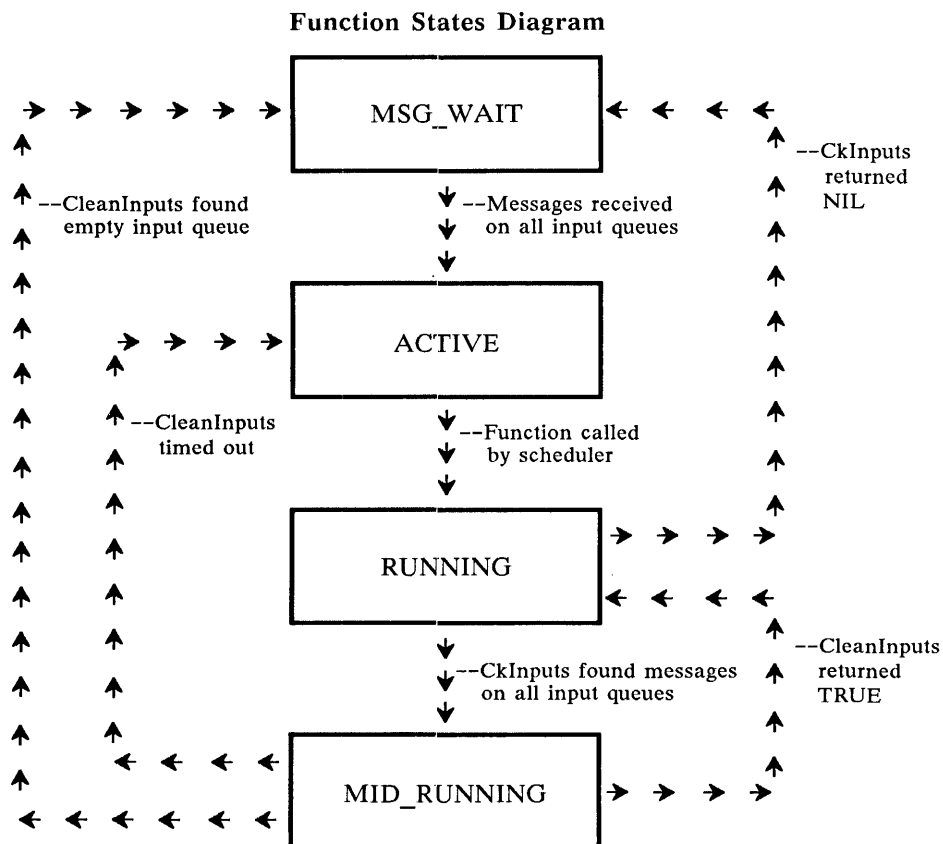 Function States Diagram
MSG_WAIT
--CkInputs
returned
NIL
--CleanInputs found
empty input queue
--Messages received
on all input queues
ACTIVE
--CleanInputs
timed out
--Function called
by scheduler
RUNNING
--CleanInputs
returned
TRUE
--CkInputs found messages
on all input queues
MID_RUNNING